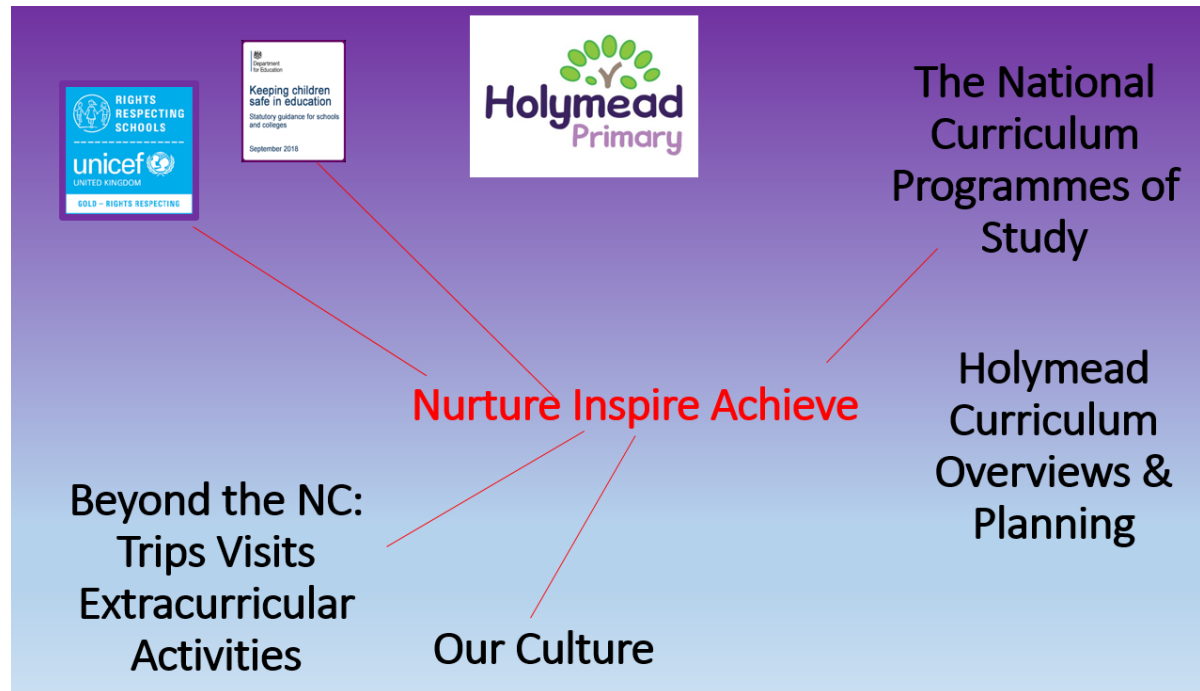 RIGHTS
RESPECTING
SCHOOLS
unicef
UNITED KINGDOM
GOLD – RIGHTS RESPECTING
Department
for Education
Keeping children
safe in education
Statutory guidance for schools
and colleges
September 2018
Holymead
Primary
The National
Curriculum
Programmes of
Study
Nurture Inspire Achieve
Holymead
Curriculum
Overviews &
Planning
Beyond the NC:
Trips Visits
Extracurricular
Activities
Our Culture